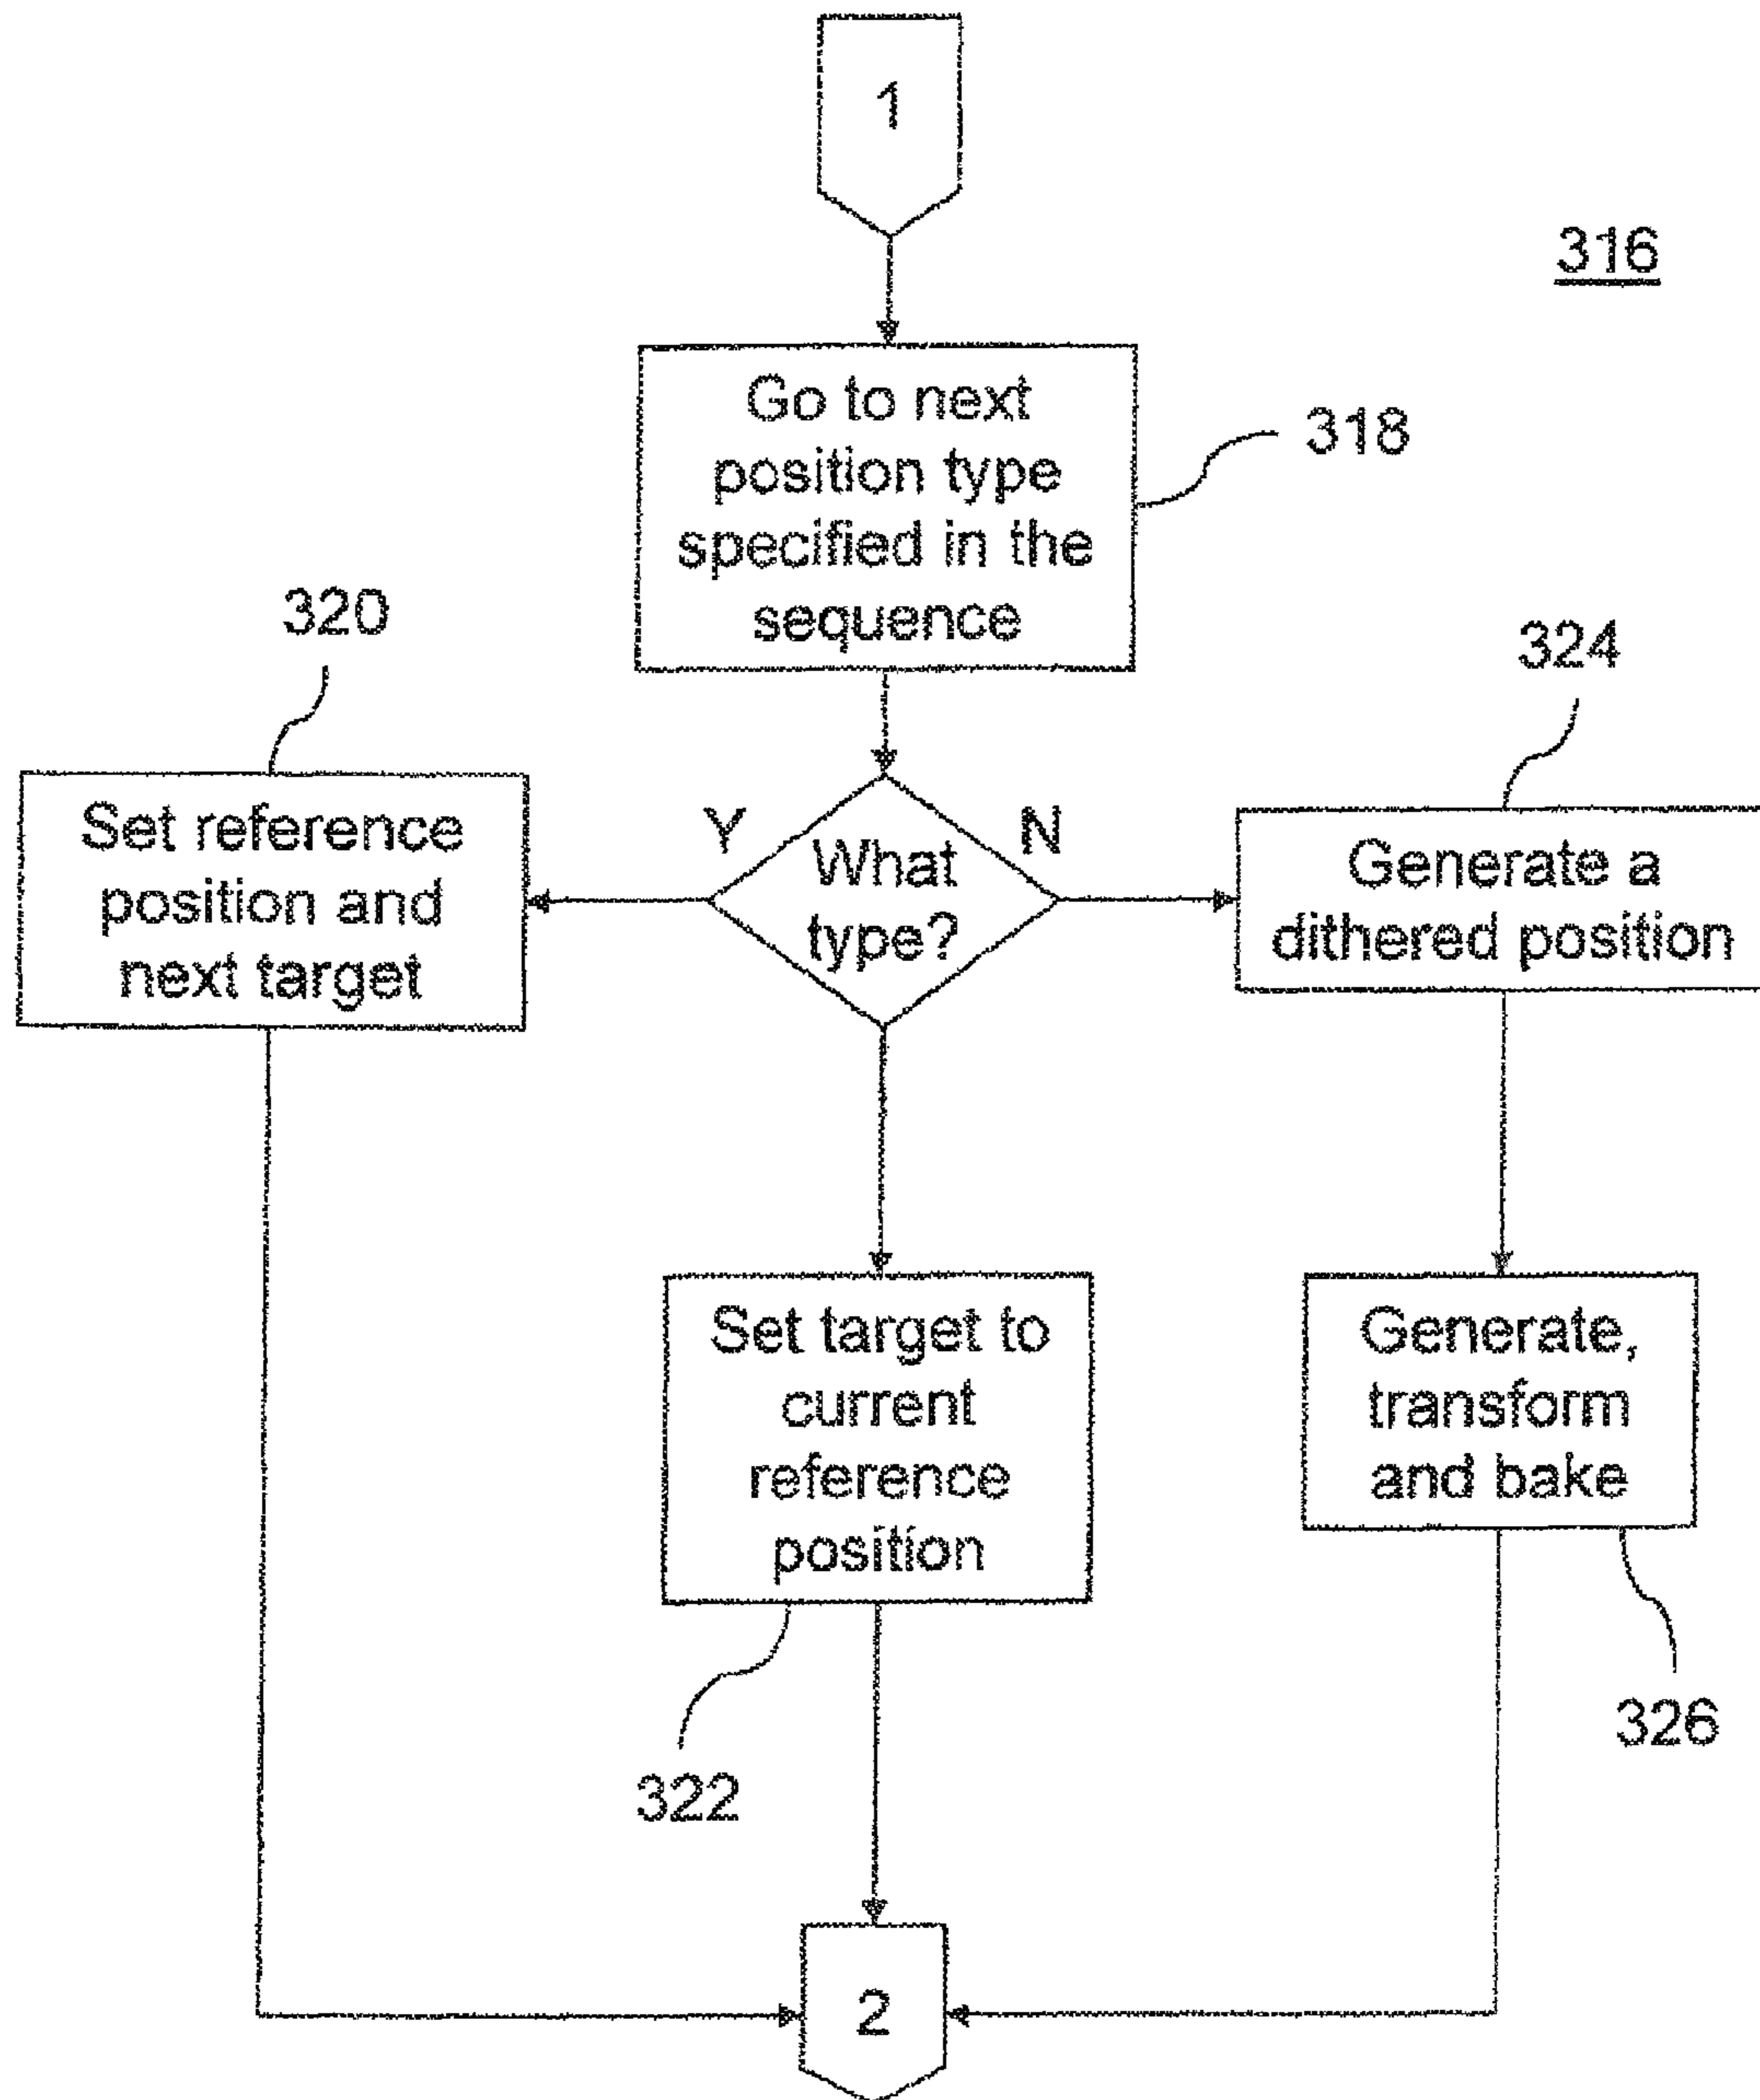 1
316
Go to next
position type
specified in the
sequence
318
320
324
Set reference
position and
next target
Y
What
type?
N
Generate a
dithered position
Set target to
current
reference
position
322
Generate,
transform
and bake
326
2